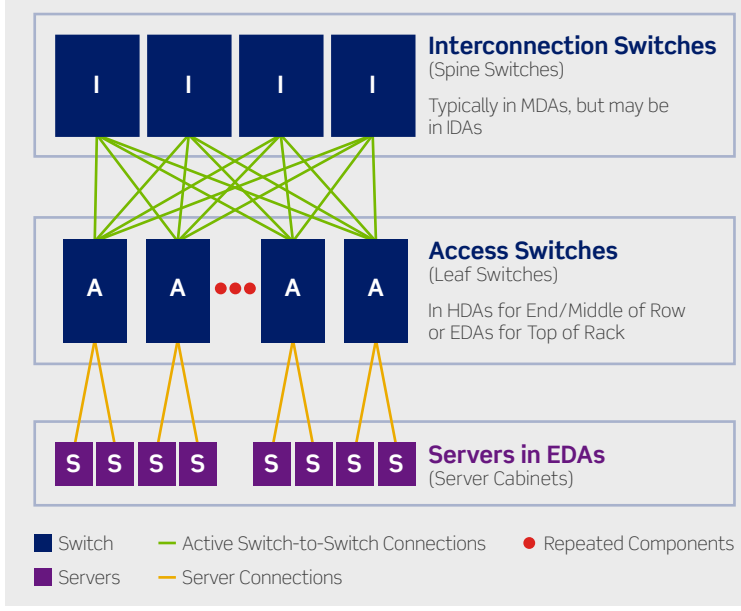 I I I I
Interconnection Switches
(Spine Switches)
Typically in MDAs, but may be
in IDAs
A A A A
Access Switches
(Leaf Switches)
In HDAs for End/Middle of Row
or EDAs for Top of Rack
S S S S S S S S
Servers in EDAs
(Server Cabinets)
Switch
Active Switch-to-Switch Connections
Repeated Components
Servers
Server Connections